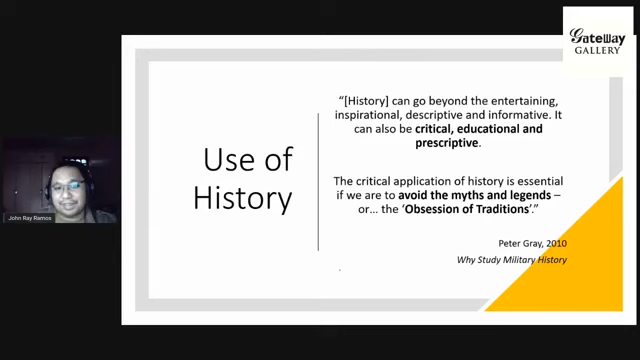 GateWay
GALLERY
Use of
History
“[History] can go beyond the entertaining,
inspirational, descriptive and informative. It
can also be critical, educational and
prescriptive.
The critical application of history is essential
if we are to avoid the myths and legends –
or… the ‘Obsession of Traditions’.”
Peter Gray, 2010
Why Study Military History
John Ray Ramos